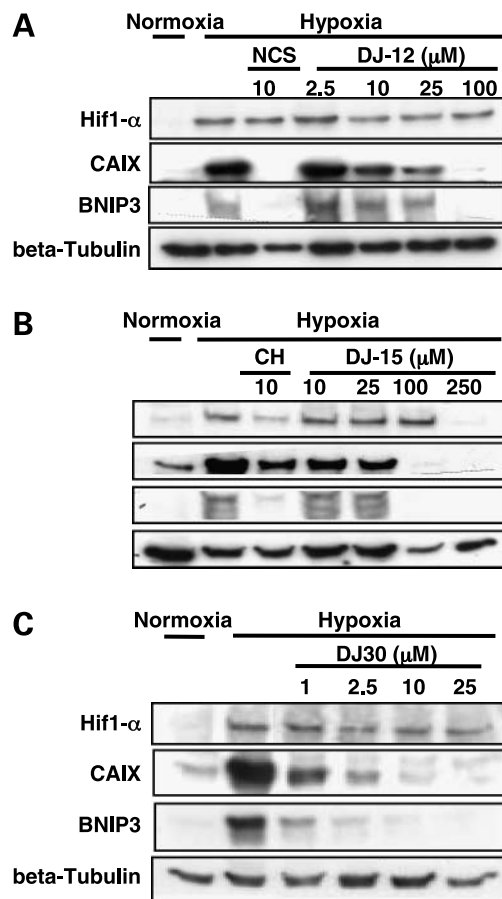 A
Normoxia Hypoxia
NCS DJ-12 (μM)
10 2.5 10 25 100
Hif1-α
CAIX
BNIP3
beta-Tubulin
B
Normoxia Hypoxia
CH DJ-15 (μM)
10 10 25 100 250
C
Normoxia Hypoxia
DJ30 (μM)
1 2.5 10 25
Hif1-α
CAIX
BNIP3
beta-Tubulin